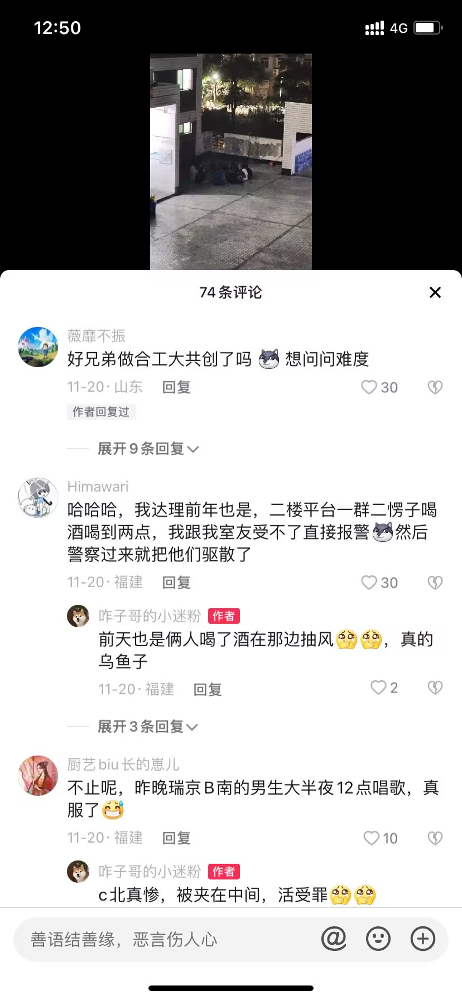 12:50
4G
74条评论
薇靡不振
好兄弟做合工大共创了吗 想问问难度
11-20·山东 回复 30
作者回复过
展开9条回复
Himawari
哈哈哈，我达理前年也是，二楼平台一群二愣子喝
酒喝到两点，我跟我室友受不了直接报警然后
警察过来就把他们驱散了
11-20·福建 回复 30
咋子哥的小迷粉 作者
前天也是俩人喝了酒在那边抽风🥺🥺，真的
乌鱼子
11-20·福建 回复 2
展开3条回复
厨艺biu长的崽儿
不止呢，昨晚瑞京B南的男生大半夜12点唱歌，真
服了😅
11-20·福建 回复 10
咋子哥的小迷粉 作者
c北真惨，被夹在中间，活受罪🥺🥺
善语结善缘，恶言伤人心